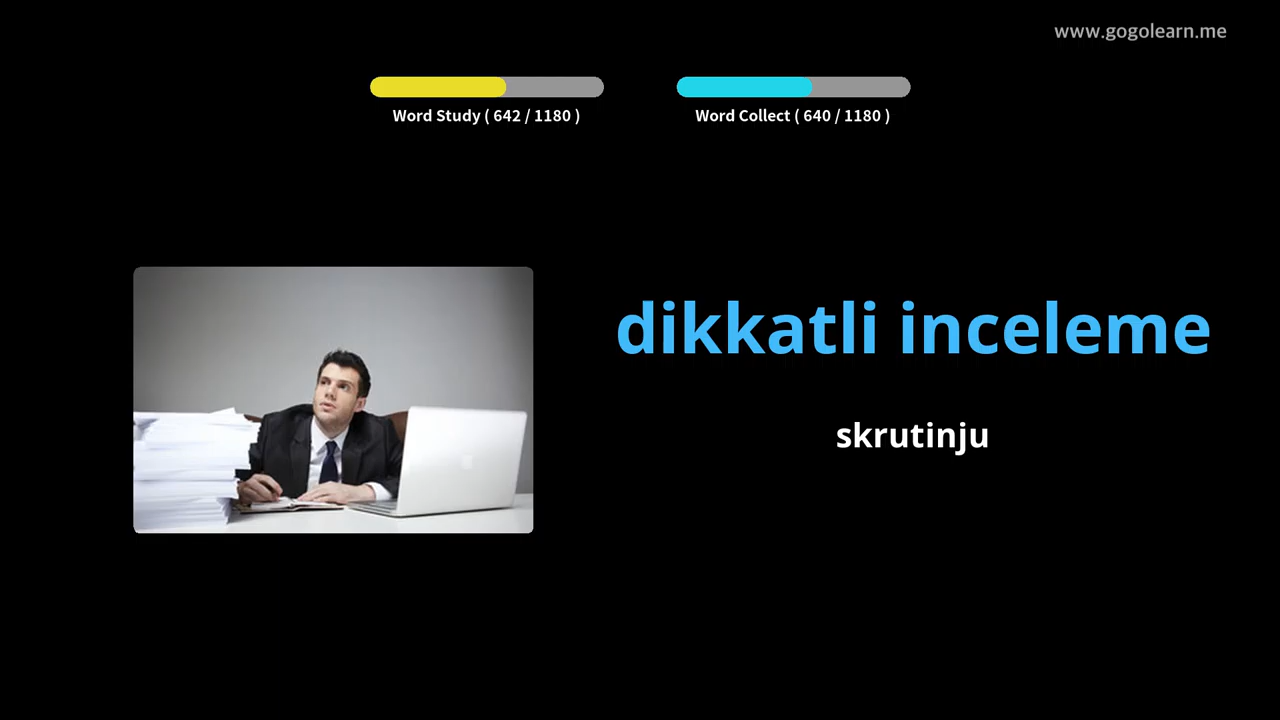 www.gogolearn.me
Word Study ( 642 / 1180 )
Word Collect ( 640 / 1180 )
dikkatli inceleme
skrutinju